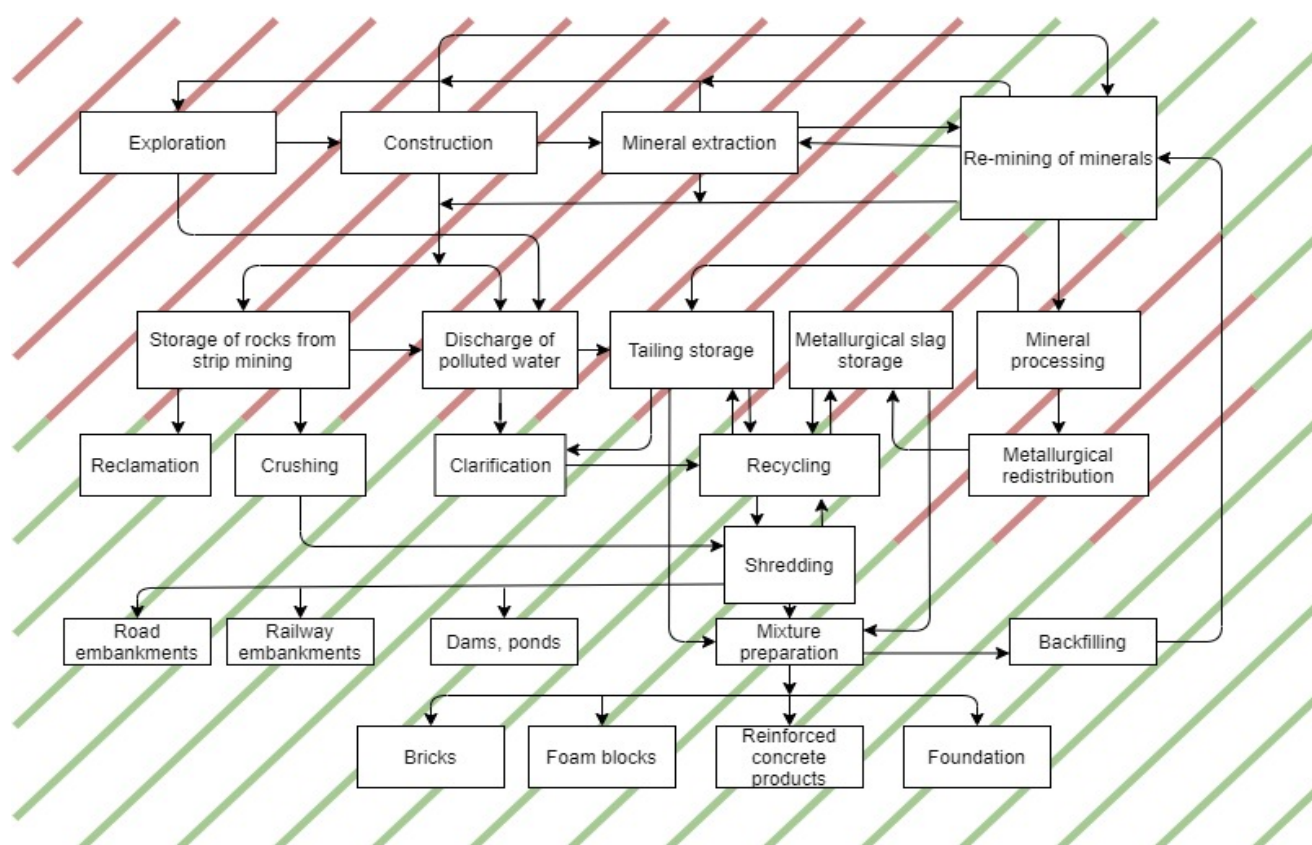 Exploration
Construction
Mineral extraction
Re-mining of minerals
Storage of rocks from
strip mining
Discharge of
polluted water
Tailing storage
Metallurgical slag
storage
Mineral
processing
Reclamation
Crushing
Clarification
Recycling
Metallurgical
redistribution
Shredding
Road
embankments
Railway
embankments
Dams, ponds
Mixture
preparation
Backfilling
Bricks
Foam blocks
Reinforced
concrete
products
Foundation